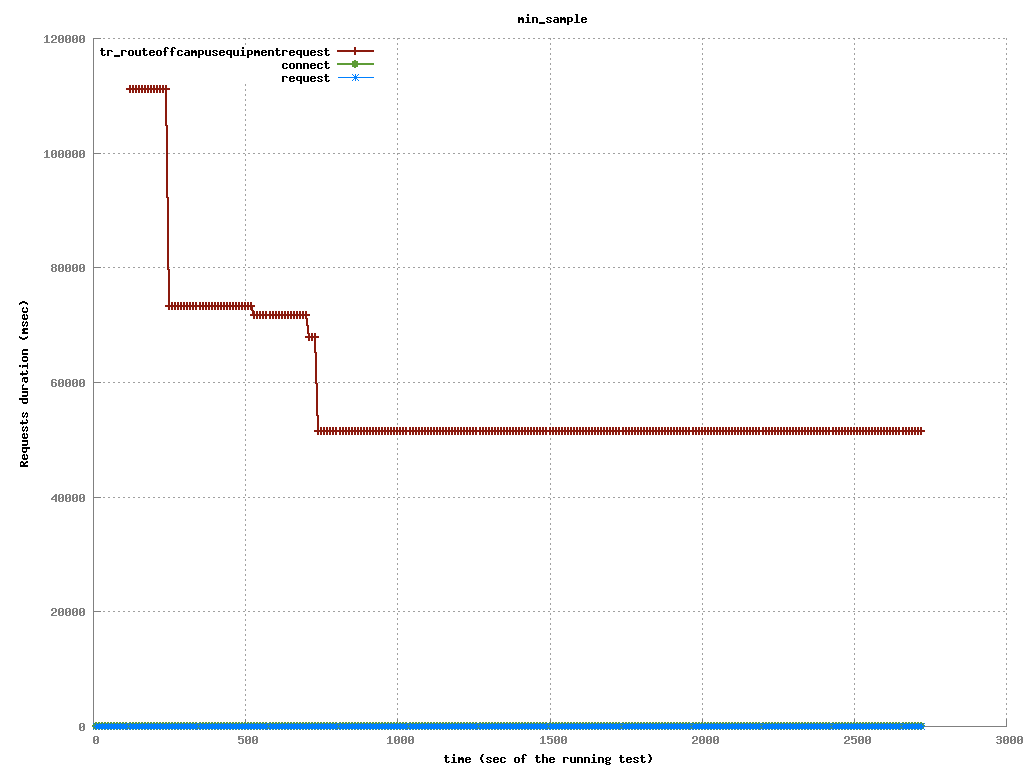 min_sample
120000
100000
80000
60000
40000
20000
0
Requests duration (msec)
tr_routeoffcampusequipmentrequest
connect
request
0 500 1000 1500 2000 2500 3000
time (sec of the running test)